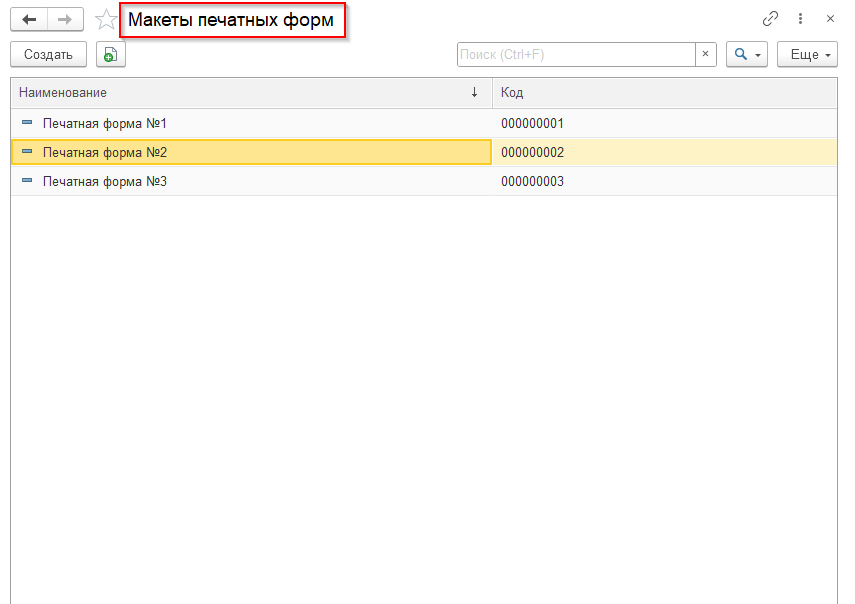 Макеты печатных форм
Создать
Поиск (Ctrl+F)
Еще
Наименование
Код
Печатная форма №1
000000001
Печатная форма №2
000000002
Печатная форма №3
000000003